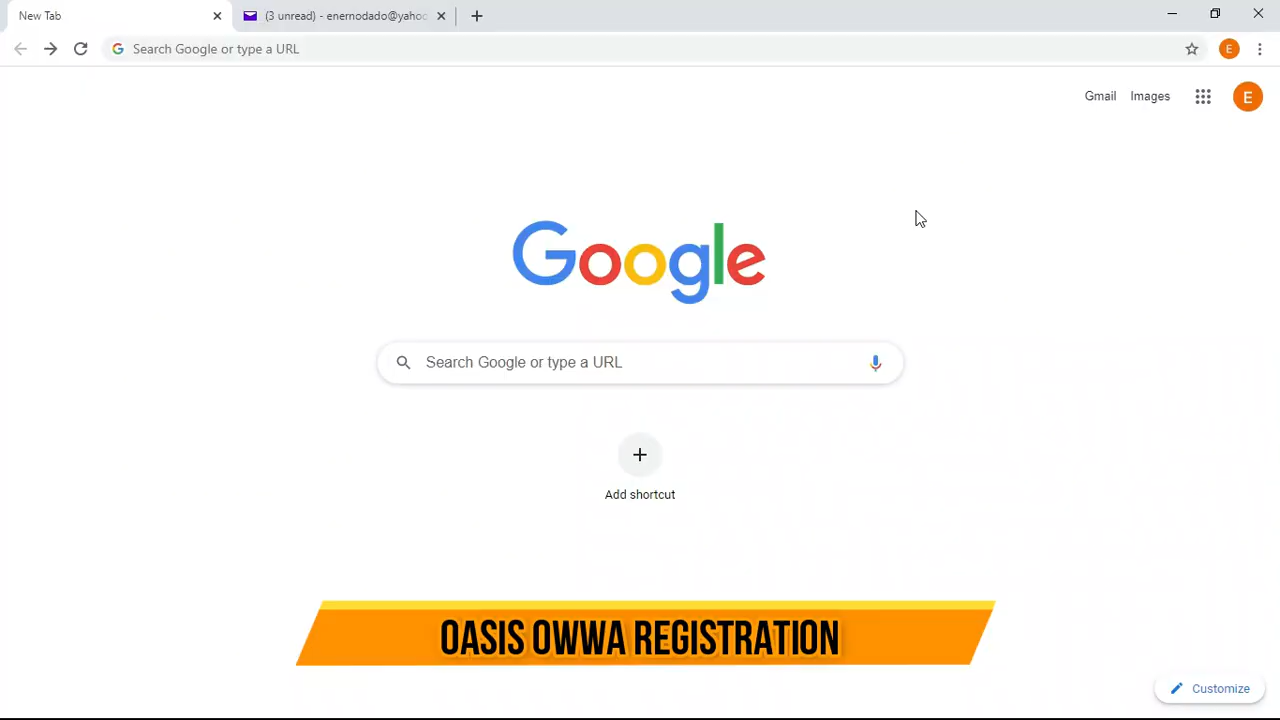 New Tab
(3 unread) - enernodado@yahoc
Search Google or type a URL
E
Gmail
Images
E
Google
Search Google or type a URL
Add shortcut
OASIS OWWA REGISTRATION
Customize